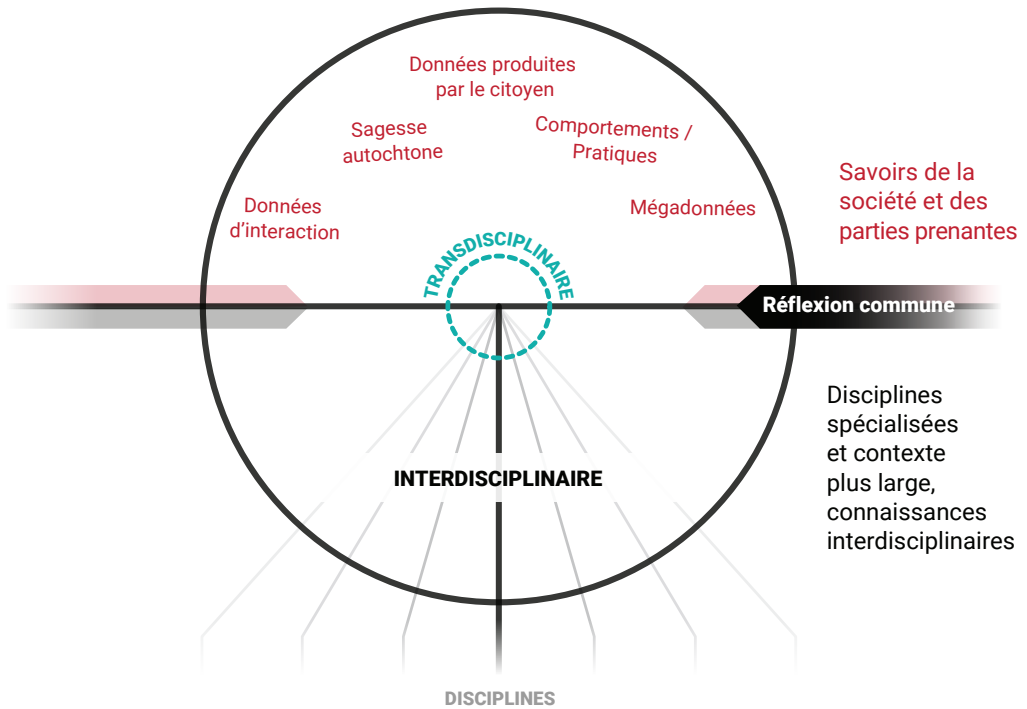 Données produites
par le citoyen
Sagesse
autochtone
Comportements /
Pratiques
Données
d’interaction
Mégadonnées
Savoirs de la
société et des
parties prenantes
TRANSDISCIPLINAIRE
Réflexion commune
Disciplines
spécialisées
et contexte
plus large,
connaissances
interdisciplinaires
INTERDISCIPLINAIRE
DISCIPLINES